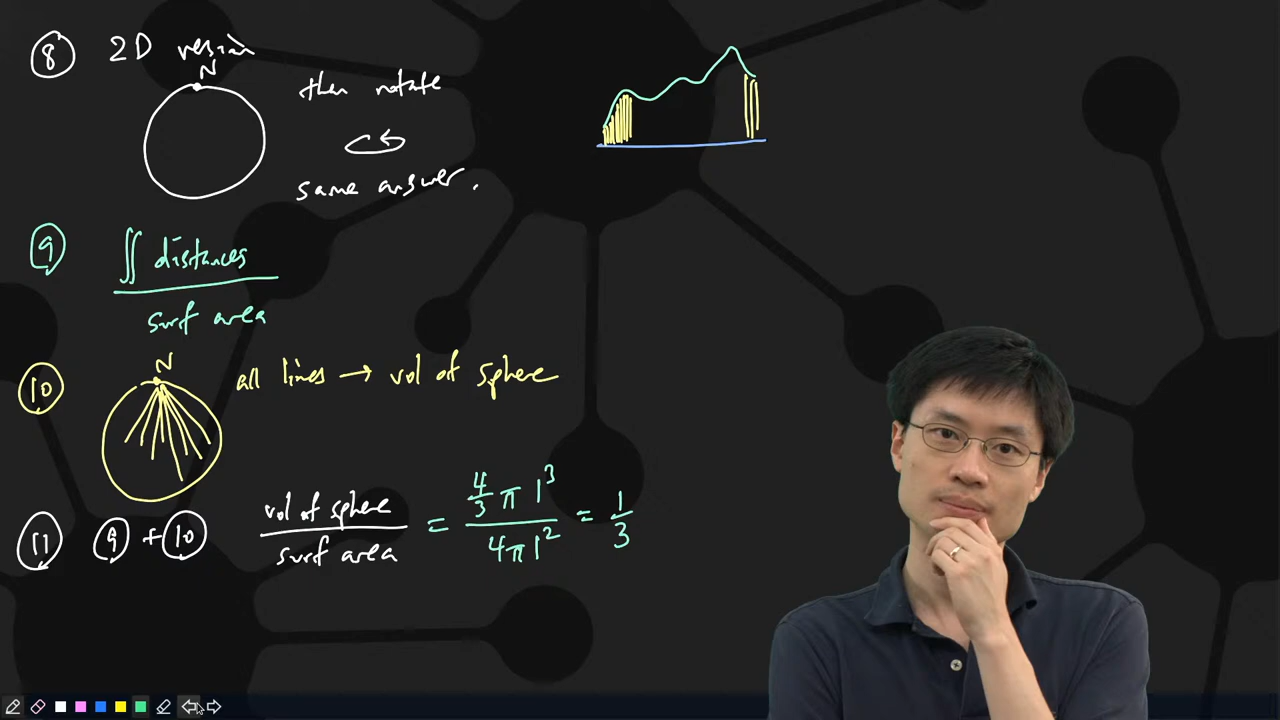 ⑧ 2D version
N
then rotate
same answer.
⑨ ∬ distances
surf area
⑩ N all lines → vol of sphere
⑪ ⑨ + ⑩ vol of sphere / surf area = 4/3 π 1³ / 4π 1² = 1/3